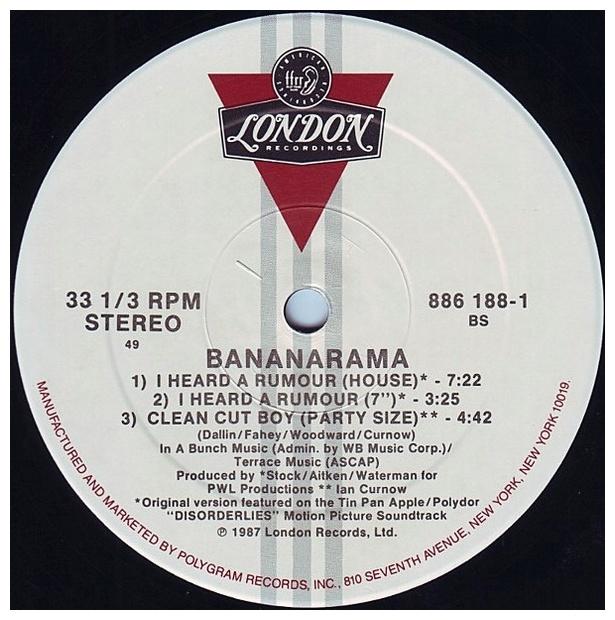 AMERICAN
ffrr
RECORDINGS
LONDON
RECORDINGS
33 1/3 RPM
STEREO
49
886 188-1
BS
BANANARAMA
1) I HEARD A RUMOUR (HOUSE)* - 7:22
2) I HEARD A RUMOUR (7")* - 3:25
3) CLEAN CUT BOY (PARTY SIZE)** - 4:42
(Dallin/Fahey/Woodward/Curnow)
In A Bunch Music (Admin. by WB Music Corp.)/
Terrace Music (ASCAP)
Produced by *Stock/Aitken/Waterman for
PWL Productions ** Ian Curnow
*Original version featured on the Tin Pan Apple/Polydor
"DISORDERLIES" Motion Picture Soundtrack
℗ 1987 London Records, Ltd.
MANUFACTURED AND MARKETED BY POLYGRAM RECORDS, INC., 810 SEVENTH AVENUE, NEW YORK, NEW YORK 10019.